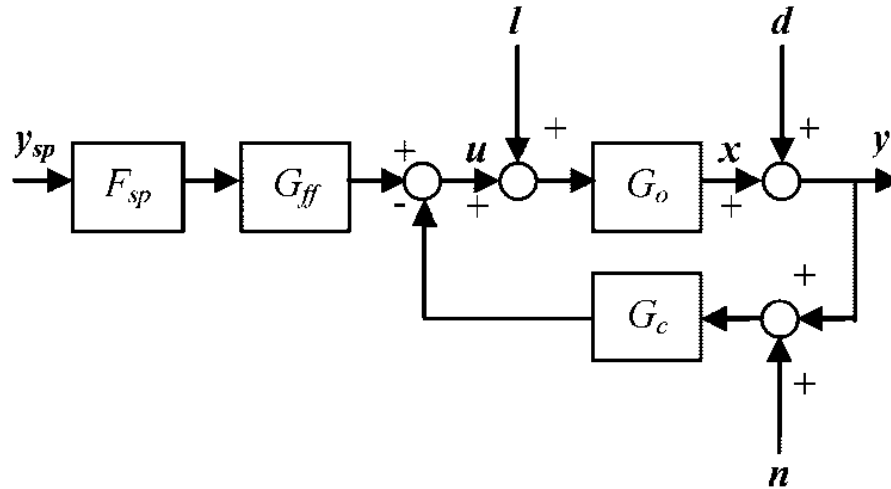 l
d
y_sp
F_sp
G_ff
+
-
u
+
+
G_o
x
+
+
y
G_c
+
+
n